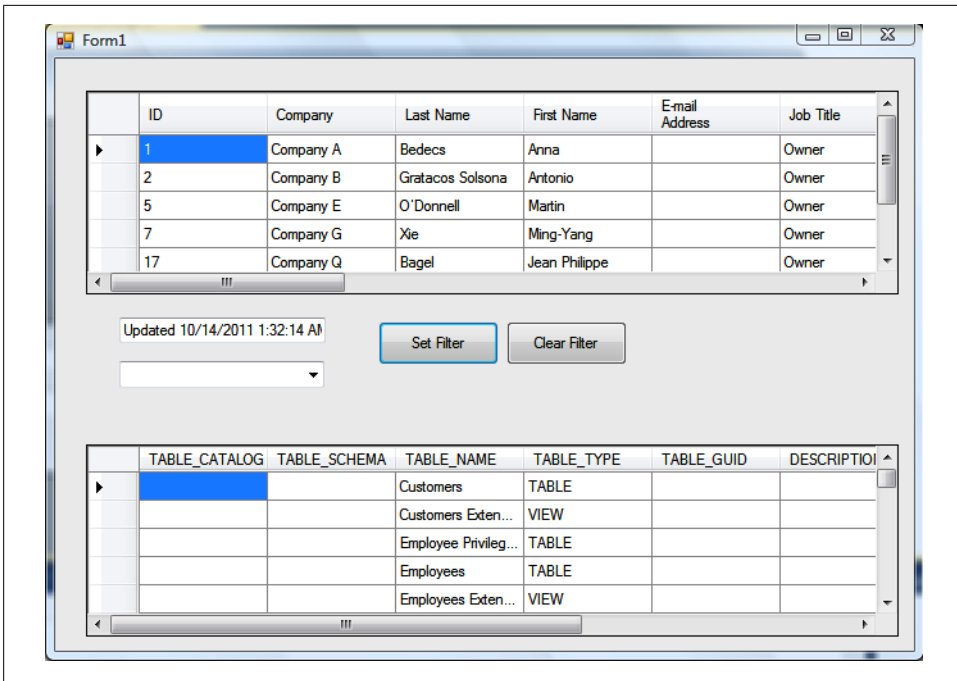 Form1
ID Company Last Name First Name E-mail Address Job Title
1 Company A Bedecs Anna Owner
2 Company B Gratacos Solsona Antonio Owner
5 Company E O'Donnell Martin Owner
7 Company G Xie Ming-Yang Owner
17 Company Q Bagel Jean Philippe Owner
Updated 10/14/2011 1:32:14 AM Set Filter Clear Filter
TABLE_CATALOG TABLE_SCHEMA TABLE_NAME TABLE_TYPE TABLE_GUID DESCRIPTIO
Customers TABLE
Customers Exten... VIEW
Employee Privileg... TABLE
Employees TABLE
Employees Exten... VIEW